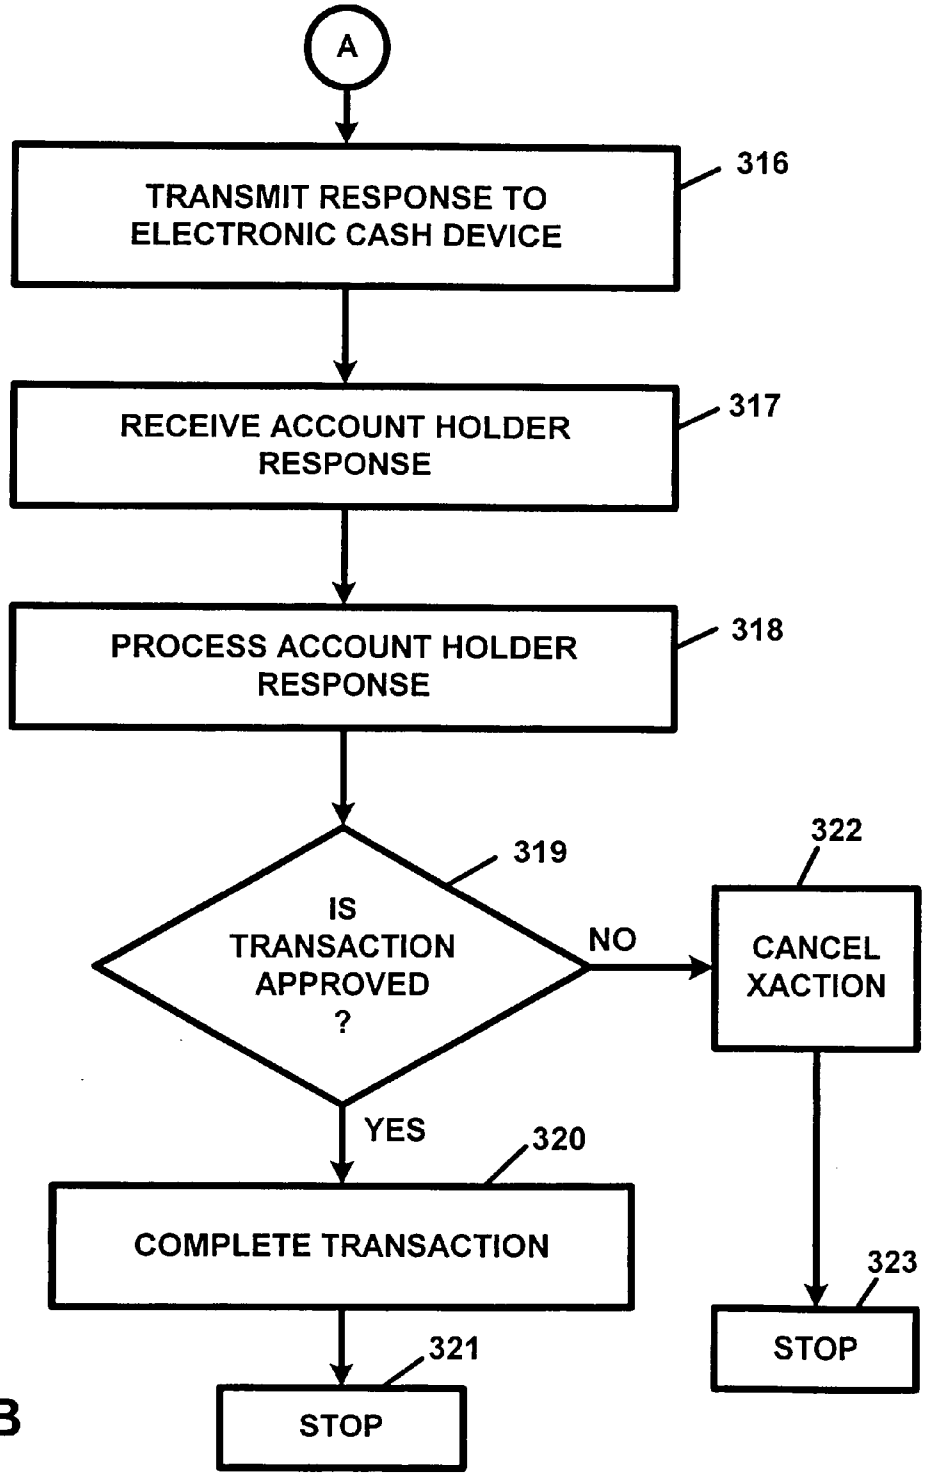 A
316
TRANSMIT RESPONSE TO
ELECTRONIC CASH DEVICE
317
RECEIVE ACCOUNT HOLDER
RESPONSE
318
PROCESS ACCOUNT HOLDER
RESPONSE
319
IS
TRANSACTION
APPROVED
?
NO
322
CANCEL
XACTION
YES
320
COMPLETE TRANSACTION
323
STOP
321
STOP
B